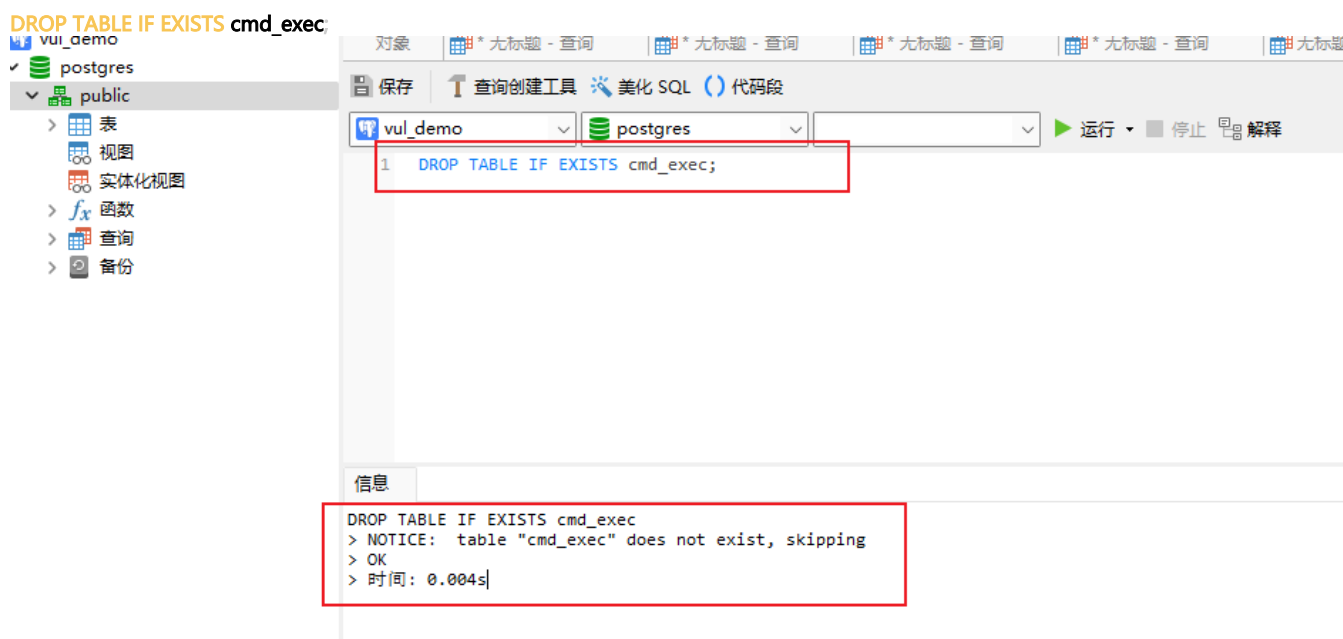 DROP TABLE IF EXISTS cmd_exec;
vul_demo
对象
* 无标题 - 查询
* 无标题 - 查询
* 无标题 - 查询
* 无标题 - 查询
无标题
postgres
public
表
视图
实体化视图
函数
查询
备份
保存
查询创建工具
美化 SQL
代码段
vul_demo
postgres
运行
停止
解释
1 DROP TABLE IF EXISTS cmd_exec;
信息
DROP TABLE IF EXISTS cmd_exec
> NOTICE: table "cmd_exec" does not exist, skipping
> OK
> 时间: 0.004s